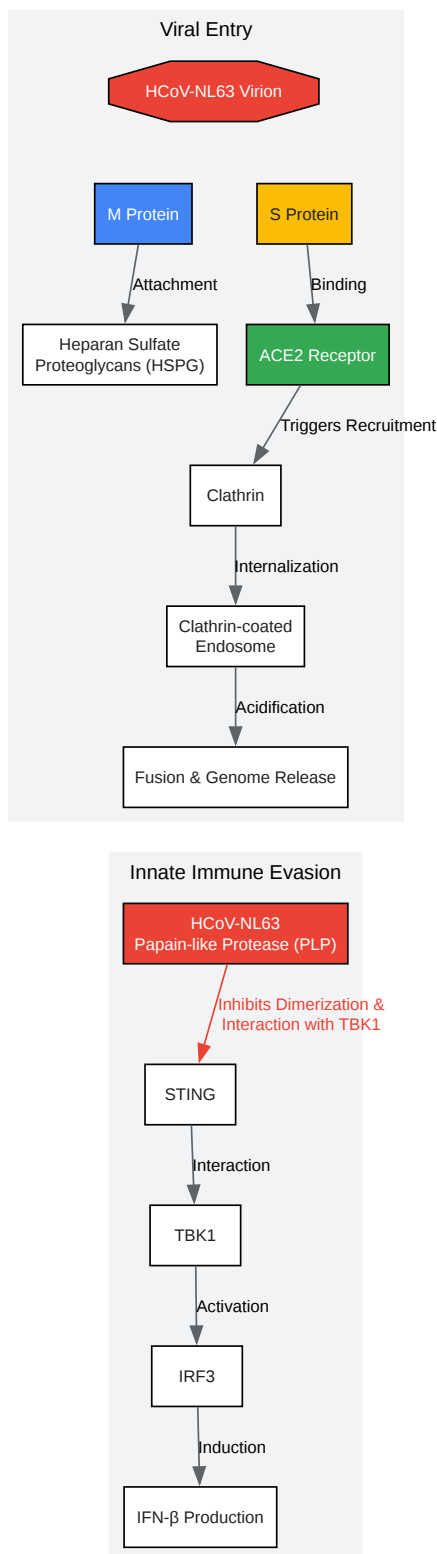 Viral Entry
HCoV-NL63 Virion
M Protein
S Protein
Attachment
Binding
Heparan Sulfate
Proteoglycans (HSPG)
ACE2 Receptor
Triggers Recruitment
Clathrin
Internalization
Clathrin-coated
Endosome
Acidification
Fusion & Genome Release
Innate Immune Evasion
HCoV-NL63
Papain-like Protease (PLP)
Inhibits Dimerization &
Interaction with TBK1
STING
Interaction
TBK1
Activation
IRF3
Induction
IFN-β Production